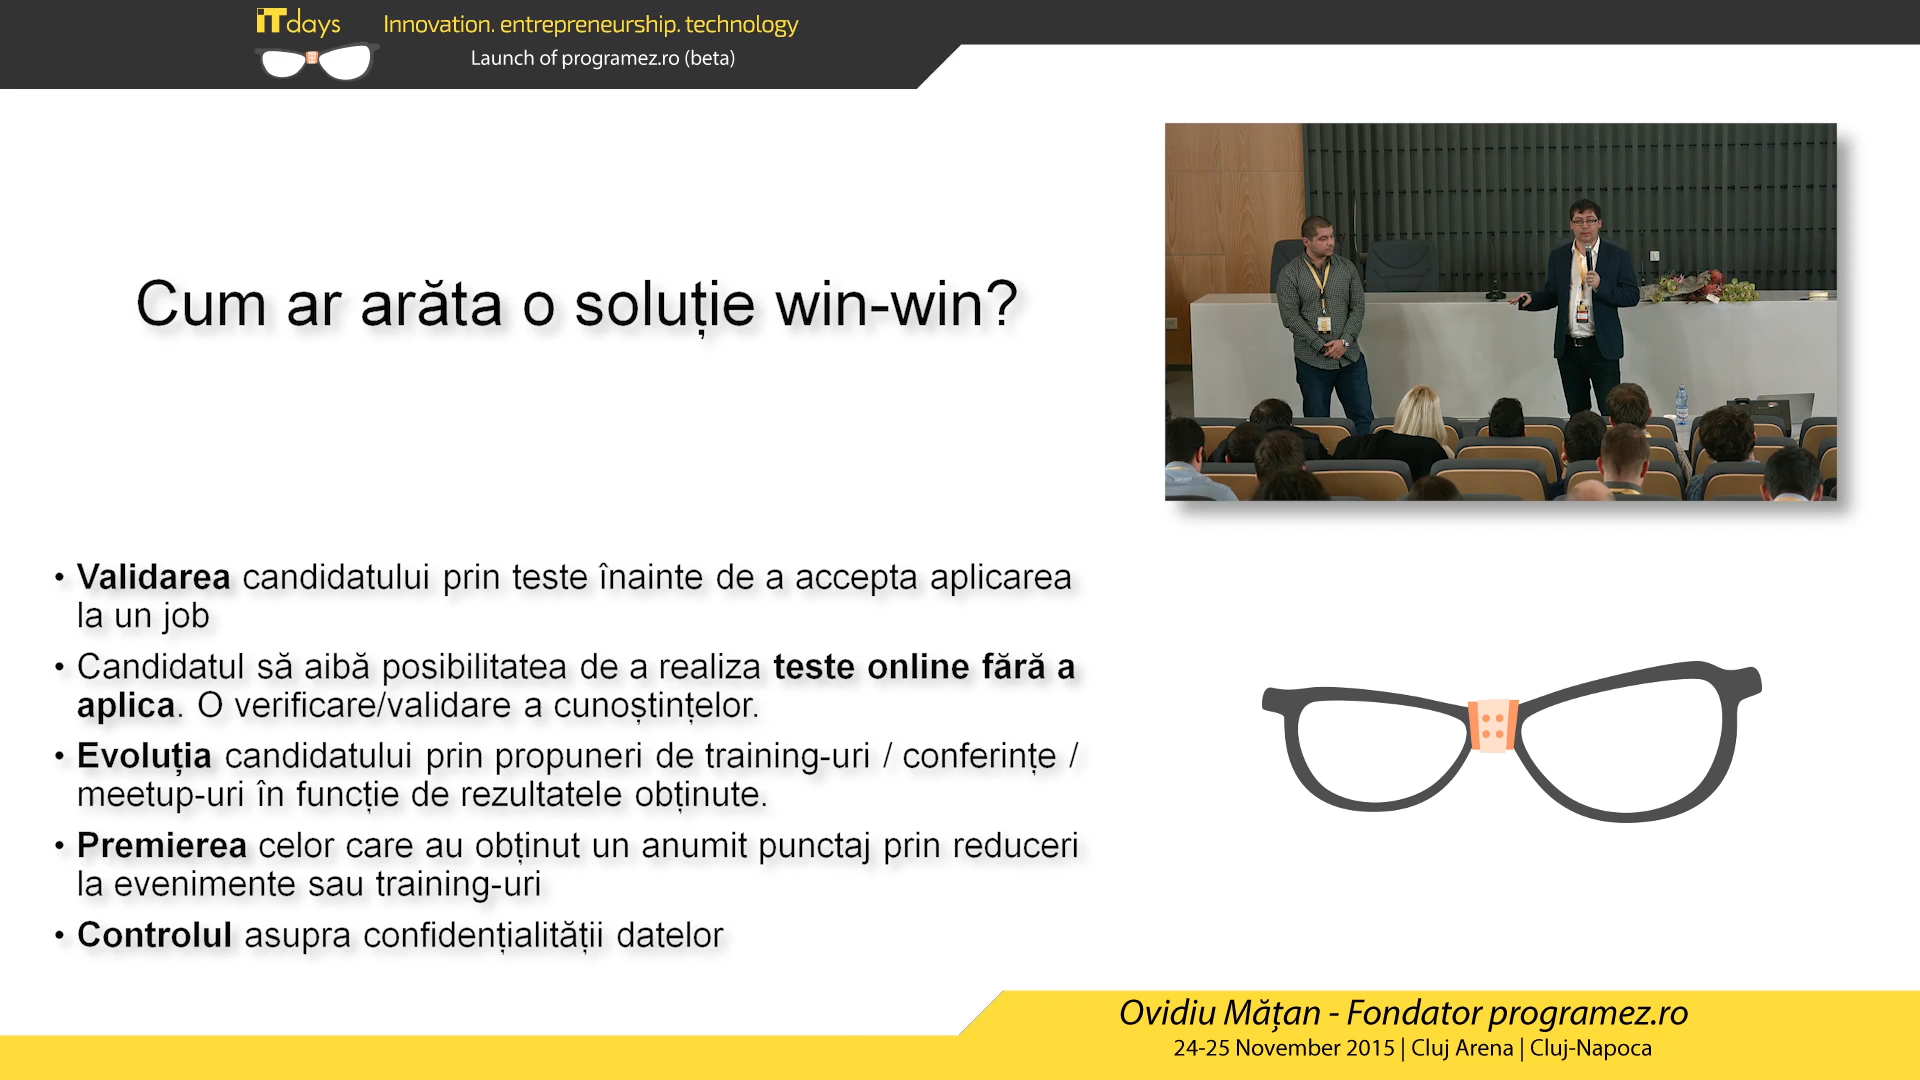 iTdays
Innovation. entrepreneurship. technology
Launch of programez.ro (beta)
Cum ar arăta o soluție win-win?
• Validarea candidatului prin teste înainte de a accepta aplicarea
la un job
• Candidatul să aibă posibilitatea de a realiza teste online fără a
aplica. O verificare/validare a cunoștințelor.
• Evoluția candidatului prin propuneri de training-uri / conferințe /
meetup-uri în funcție de rezultatele obținute.
• Premierea celor care au obținut un anumit punctaj prin reduceri
la evenimente sau training-uri
• Controlul asupra confidențialității datelor
Ovidiu Mățan - Fondator programez.ro
24-25 November 2015 | Cluj Arena | Cluj-Napoca